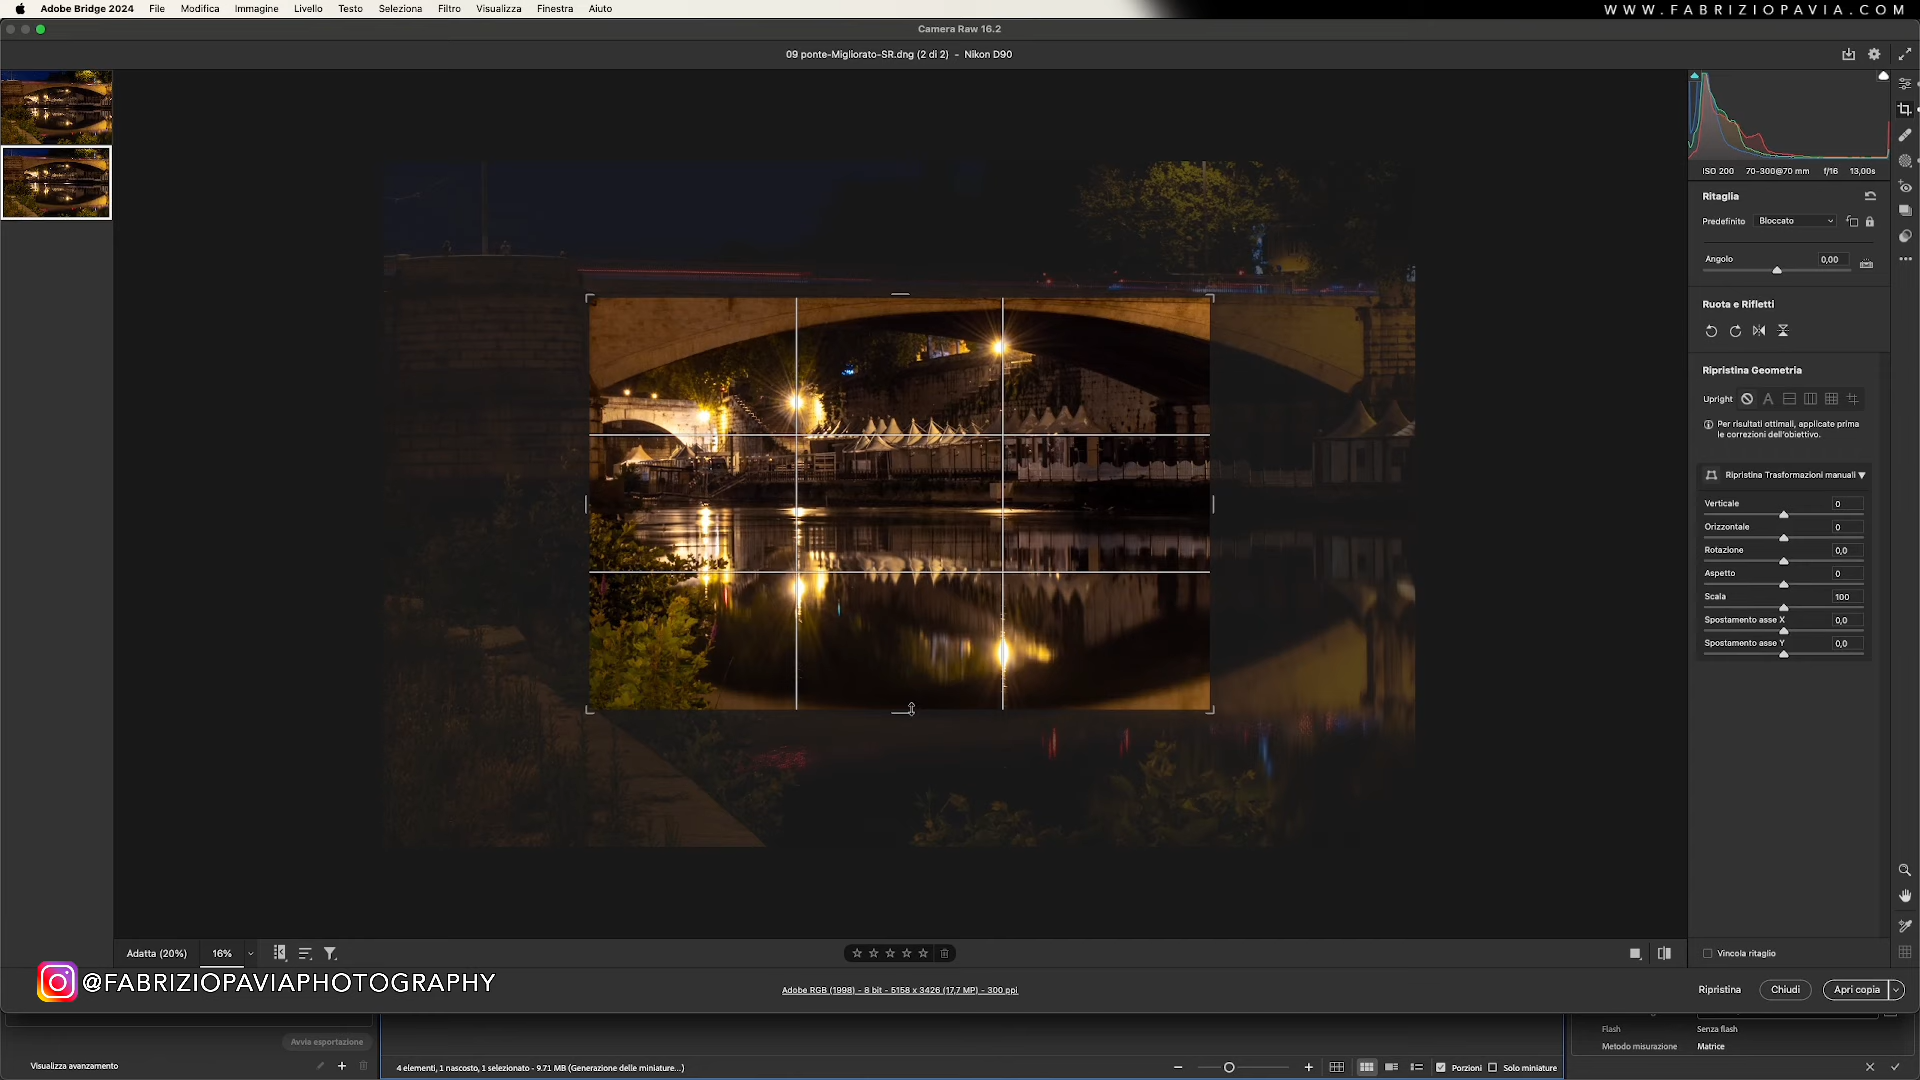 Adobe Bridge 2024 File Modifica Immagine Livello Testo Seleziona Filtro Visualizza Finestra Aiuto
WWW.FABRIZIOPAVIA.COM
Camera Raw 16.2
09 ponte-Migliorato-SR.dng (2 di 2) - Nikon D90
ISO 200 70-300@70 mm f/16 13,00s
Ritaglia
Predefinito Bloccato
Angolo 0,00
Ruota e Rifletti
Ripristina Geometria
Upright A
Per risultati ottimali, applicate prima
le correzioni dell'obiettivo.
Ripristina Trasformazioni manuali
Verticale 0
Orizzontale 0
Rotazione 0,0
Aspetto 0
Scala 100
Spostamento asse X 0,0
Spostamento asse Y 0,0
Adatta (20%) 16%
Vincola ritaglio
@FABRIZIOPAVIAPHOTOGRAPHY
Adobe RGB (1998) - 8 bit - 5158 x 3426 (17,7 MP) - 300 ppi
Ripristina Chiudi Apri copia
Avvia esportazione
Flash Senza flash
Metodo misurazione Matrice
Visualizza avanzamento
4 elementi, 1 nascosto, 1 selezionato - 9.71 MB (Generazione delle miniature...)
Porzioni Solo miniature